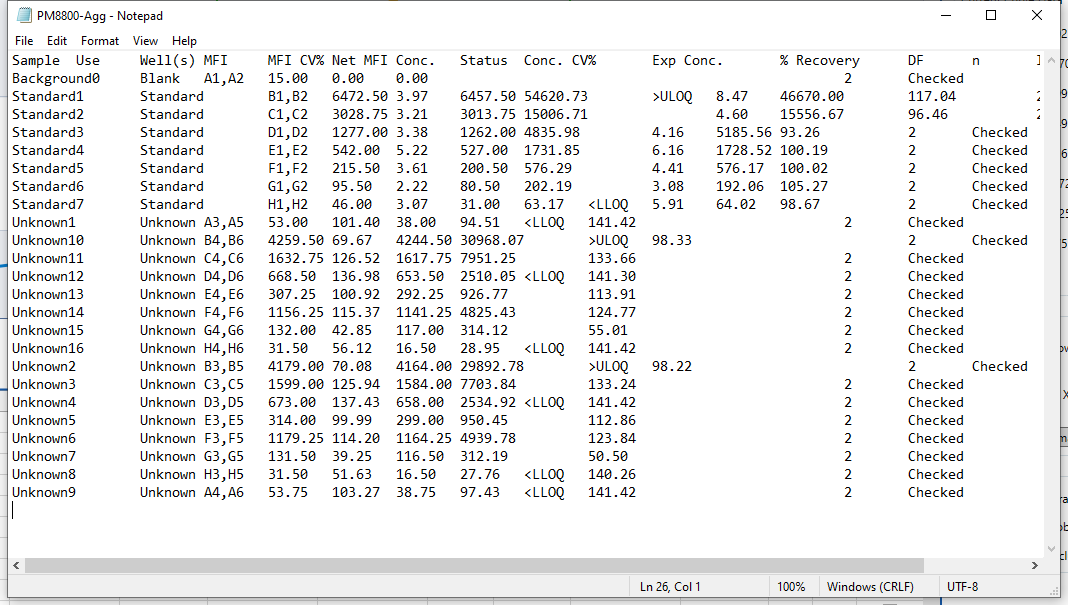 PM8800-Agg - Notepad
File Edit Format View Help
Sample Use Well(s) MFI MFI CV% Net MFI Conc. Status Conc. CV% Exp Conc. % Recovery DF n
Background0 Blank A1,A2 15.00 0.00 0.00 2 Checked
Standard1 Standard B1,B2 6472.50 3.97 6457.50 54620.73 >ULOQ 8.47 46670.00 117.04
Standard2 Standard C1,C2 3028.75 3.21 3013.75 15006.71 4.60 15556.67 96.46
Standard3 Standard D1,D2 1277.00 3.38 1262.00 4835.98 4.16 5185.56 93.26 2 Checked
Standard4 Standard E1,E2 542.00 5.22 527.00 1731.85 6.16 1728.52 100.19 2 Checked
Standard5 Standard F1,F2 215.50 3.61 200.50 576.29 4.41 576.17 100.02 2 Checked
Standard6 Standard G1,G2 95.50 2.22 80.50 202.19 3.08 192.06 105.27 2 Checked
Standard7 Standard H1,H2 46.00 3.07 31.00 63.17 <LLOQ 5.91 64.02 98.67 2 Checked
Unknown1 Unknown A3,A5 53.00 101.40 38.00 94.51 <LLOQ 141.42 2 Checked
Unknown10 Unknown B4,B6 4259.50 69.67 4244.50 30968.07 >ULOQ 98.33 2 Checked
Unknown11 Unknown C4,C6 1632.75 126.52 1617.75 7951.25 133.66 2 Checked
Unknown12 Unknown D4,D6 668.50 136.98 653.50 2510.05 <LLOQ 141.30 2 Checked
Unknown13 Unknown E4,E6 307.25 100.92 292.25 926.77 113.91 2 Checked
Unknown14 Unknown F4,F6 1156.25 115.37 1141.25 4825.43 124.77 2 Checked
Unknown15 Unknown G4,G6 132.00 42.85 117.00 314.12 55.01 2 Checked
Unknown16 Unknown H4,H6 31.50 56.12 16.50 28.95 <LLOQ 141.42 2 Checked
Unknown2 Unknown B3,B5 4179.00 70.08 4164.00 29892.78 >ULOQ 98.22 2 Checked
Unknown3 Unknown C3,C5 1599.00 125.94 1584.00 7703.84 133.24 2 Checked
Unknown4 Unknown D3,D5 673.00 137.43 658.00 2534.92 <LLOQ 141.42 2 Checked
Unknown5 Unknown E3,E5 314.00 99.99 299.00 950.45 112.86 2 Checked
Unknown6 Unknown F3,F5 1179.25 114.20 1164.25 4939.78 123.84 2 Checked
Unknown7 Unknown G3,G5 131.50 39.25 116.50 312.19 50.50 2 Checked
Unknown8 Unknown H3,H5 31.50 51.63 16.50 27.76 <LLOQ 140.26 2 Checked
Unknown9 Unknown A4,A6 53.75 103.27 38.75 97.43 <LLOQ 141.42 2 Checked
Ln 26, Col 1 100% Windows (CRLF) UTF-8